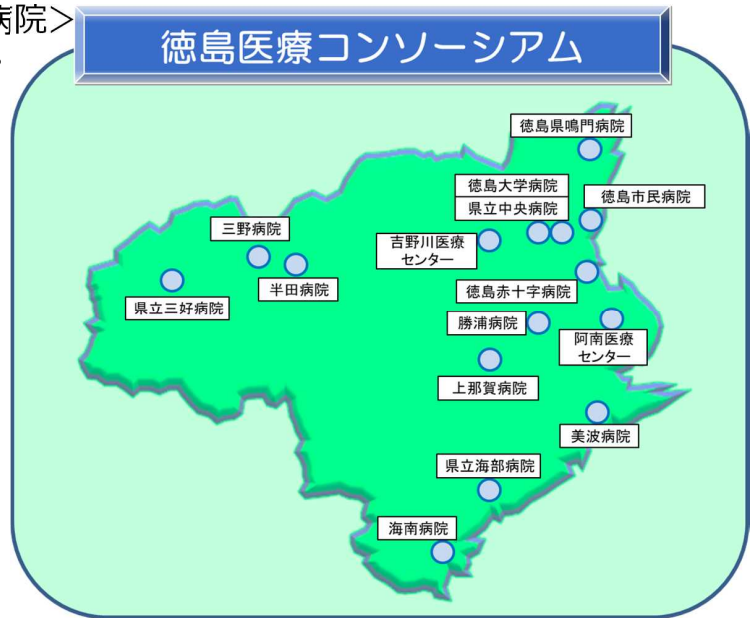 病院＞
徳島医療コンソーシアム
徳島県鳴門病院
徳島大学病院
県立中央病院
徳島市民病院
三野病院
吉野川医療
センター
半田病院
県立三好病院
徳島赤十字病院
勝浦病院
阿南医療
センター
上那賀病院
美波病院
県立海部病院
海南病院